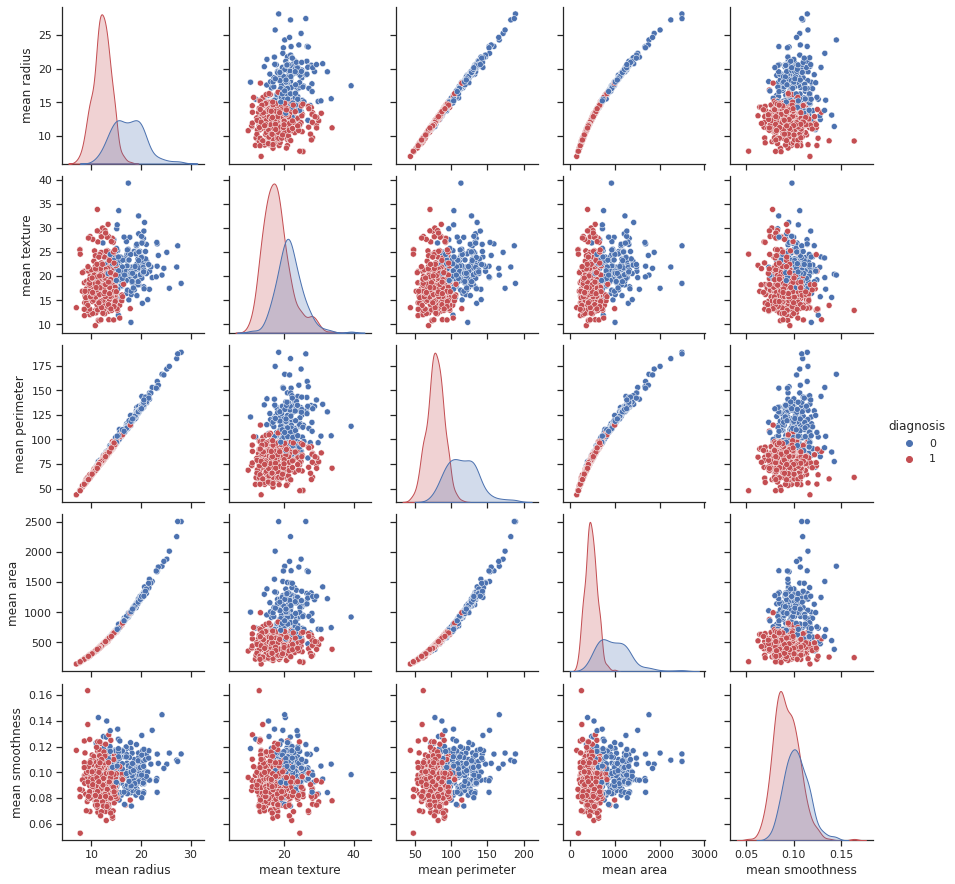 mean radius
25
20
15
10
mean texture
40
35
30
25
20
15
10
mean perimeter
175
150
125
100
75
50
diagnosis
0
1
mean area
2500
2000
1500
1000
500
mean smoothness
0.16
0.14
0.12
0.10
0.08
0.06
10 20 30
20 40
50 100 150 200
0 1000 2000 3000
0.05 0.10 0.15
mean radius
mean texture
mean perimeter
mean area
mean smoothness